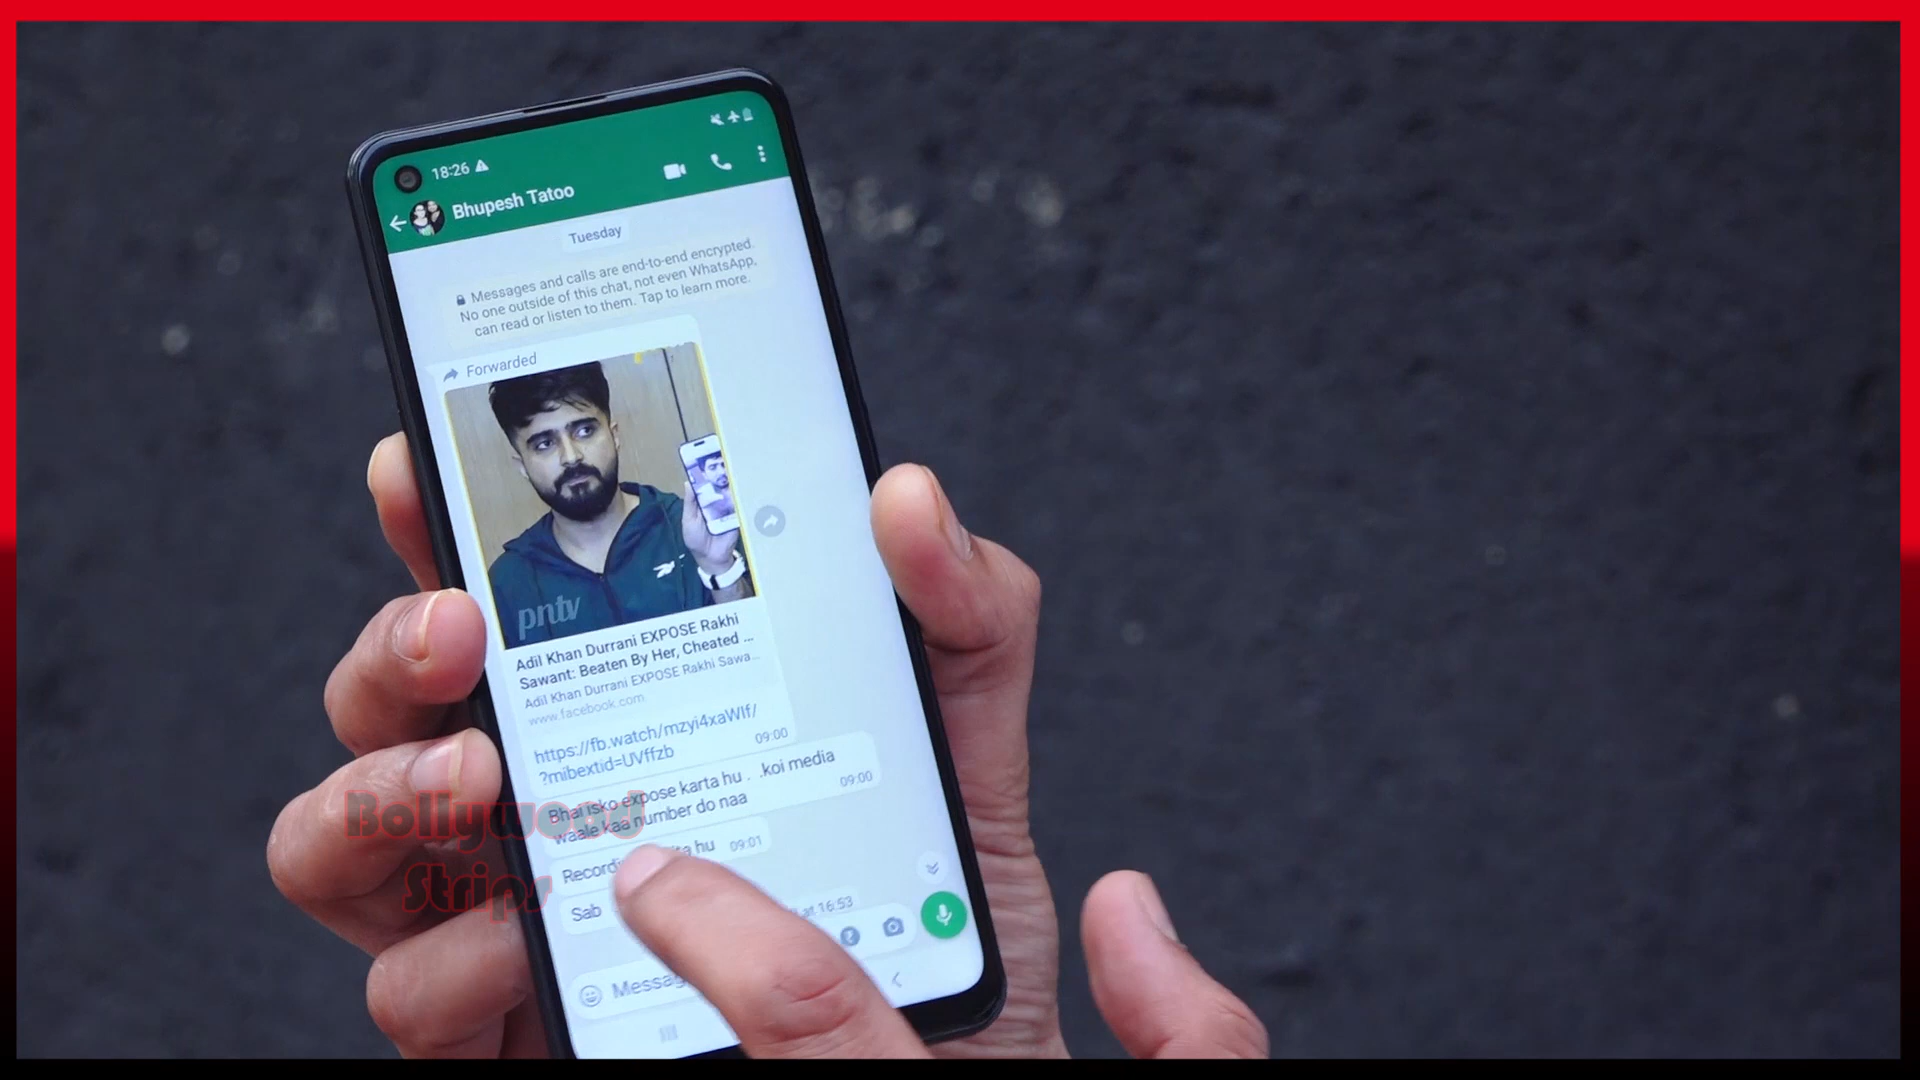 18:26
Bhupesh Tatoo
Tuesday
Messages and calls are end-to-end encrypted.
No one outside of this chat, not even WhatsApp,
can read or listen to them. Tap to learn more.
Forwarded
pntv
Adil Khan Durrani EXPOSE Rakhi
Sawant: Beaten By Her, Cheated ...
Adil Khan Durrani EXPOSE Rakhi Sawa...
www.facebook.com
https://fb.watch/mzyi4xaWIf/
?mibextid=UVffzb
09:00
Bhai isko expose karta hu . .koi media
waale kaa number do naa
09:00
hu
09:01
Sab
at 16:53
Bollywood
Strips